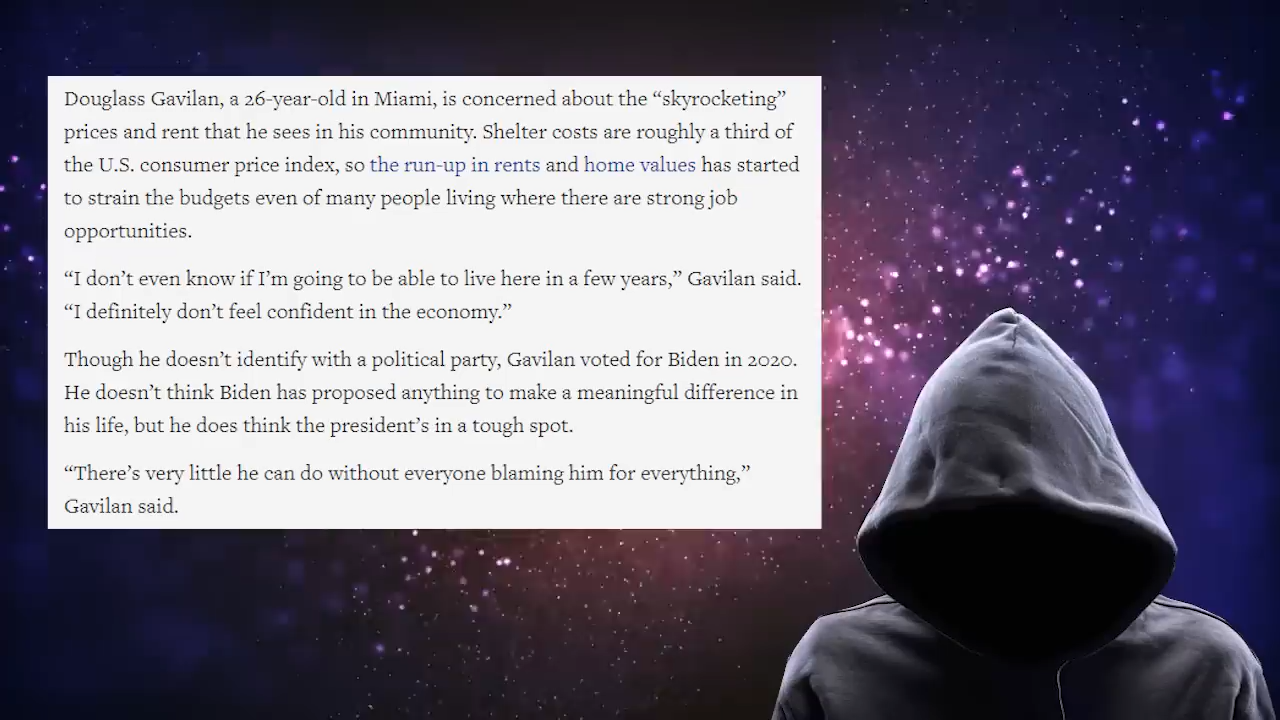 Douglass Gavilan, a 26-year-old in Miami, is concerned about the “skyrocketing”
prices and rent that he sees in his community. Shelter costs are roughly a third of
the U.S. consumer price index, so the run-up in rents and home values has started
to strain the budgets even of many people living where there are strong job
opportunities.
“I don’t even know if I’m going to be able to live here in a few years,” Gavilan said.
“I definitely don’t feel confident in the economy.”
Though he doesn’t identify with a political party, Gavilan voted for Biden in 2020.
He doesn’t think Biden has proposed anything to make a meaningful difference in
his life, but he does think the president’s in a tough spot.
“There’s very little he can do without everyone blaming him for everything,”
Gavilan said.